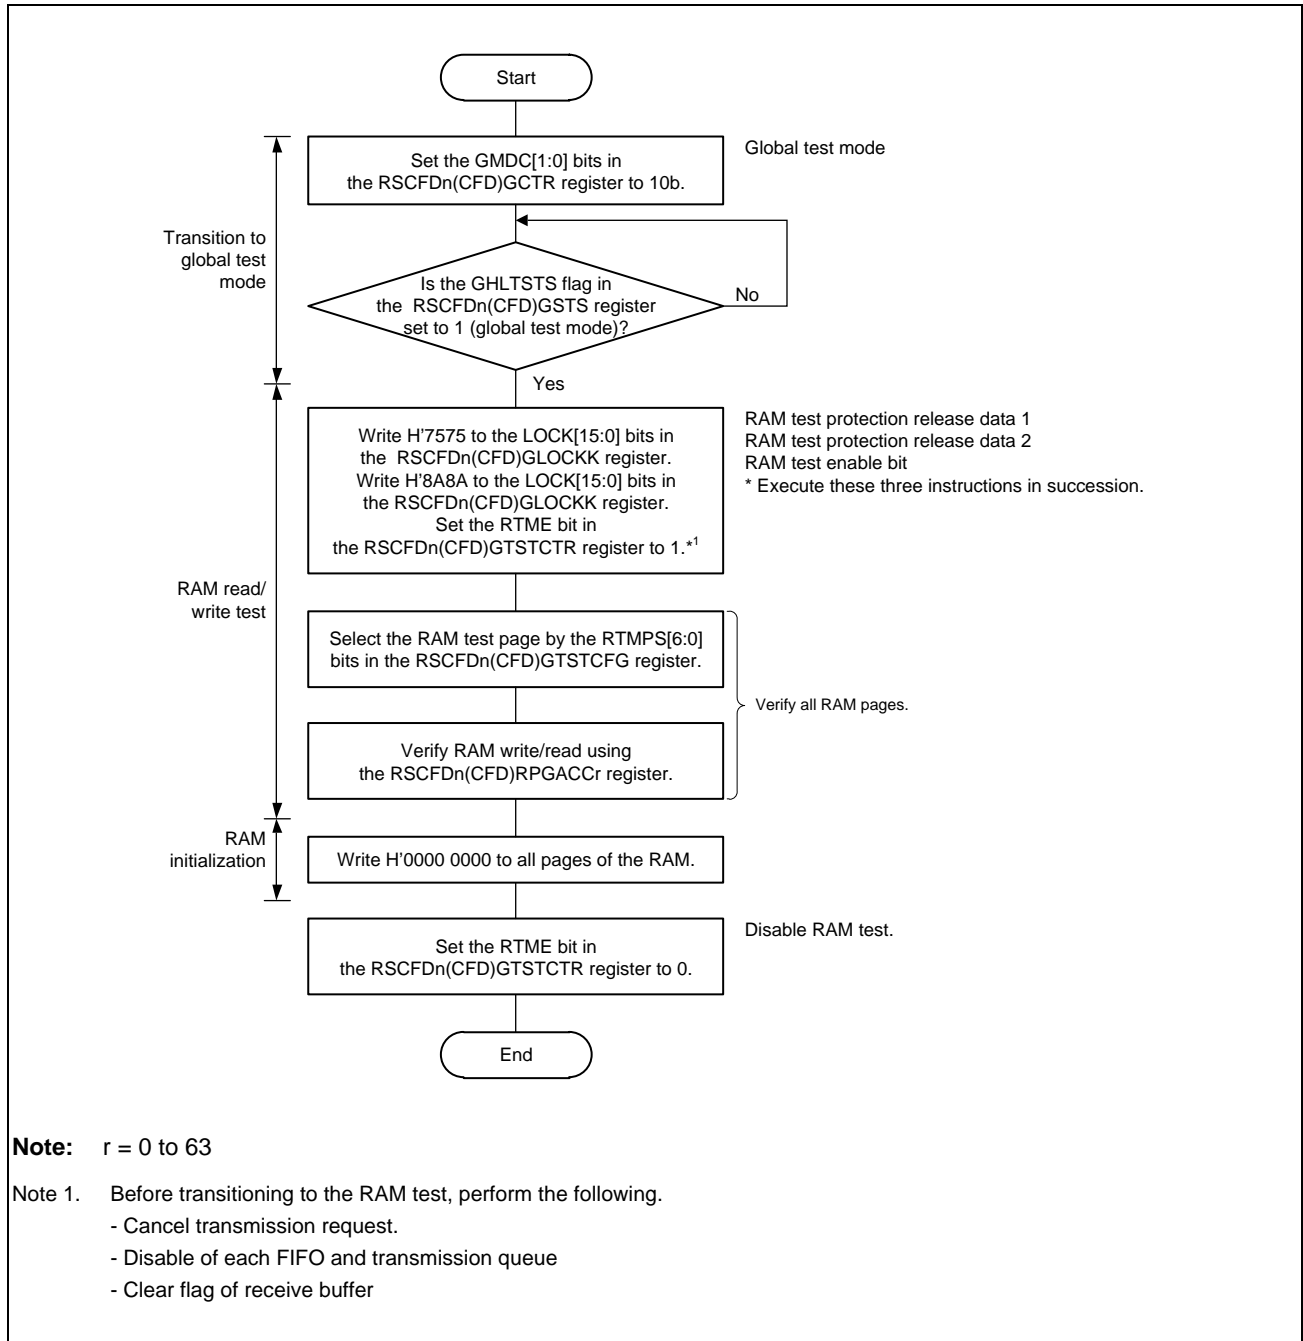 Start
Set the GMDC[1:0] bits in
the RSCFDn(CFD)GCTR register to 10b.
Global test mode
Transition to
global test
mode
Is the GHLTSTS flag in
the RSCFDn(CFD)GSTS register
set to 1 (global test mode)?
No
Yes
Write H'7575 to the LOCK[15:0] bits in
the RSCFDn(CFD)GLOCKK register.
Write H'8A8A to the LOCK[15:0] bits in
the RSCFDn(CFD)GLOCKK register.
Set the RTME bit in
the RSCFDn(CFD)GTSTCTR register to 1.*1
RAM test protection release data 1
RAM test protection release data 2
RAM test enable bit
* Execute these three instructions in succession.
RAM read/
write test
Select the RAM test page by the RTMPS[6:0]
bits in the RSCFDn(CFD)GTSTCFG register.
Verify all RAM pages.
Verify RAM write/read using
the RSCFDn(CFD)RPGACCr register.
RAM
initialization
Write H'0000 0000 to all pages of the RAM.
Set the RTME bit in
the RSCFDn(CFD)GTSTCTR register to 0.
Disable RAM test.
End
Note: r = 0 to 63
Note 1. Before transitioning to the RAM test, perform the following.
- Cancel transmission request.
- Disable of each FIFO and transmission queue
- Clear flag of receive buffer